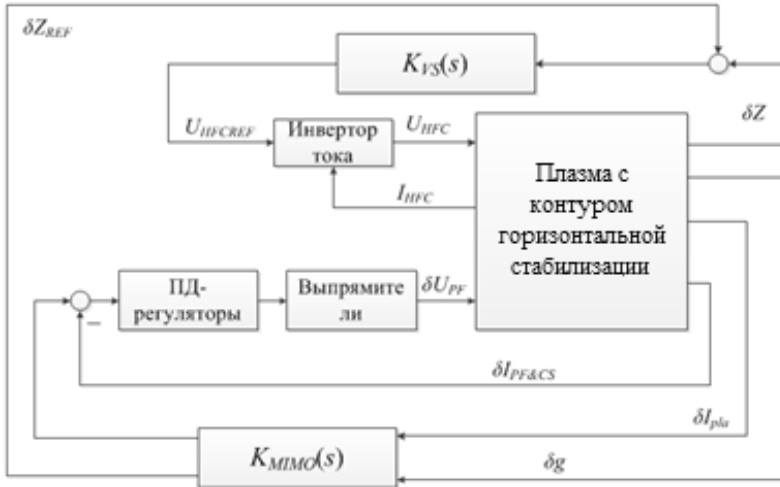 δZREF
KVS(s)
δZ
UHFCREF
Инвертор
тока
UHFC
IHFC
Плазма с
контуром
горизонтальной
стабилизации
ПД-
регуляторы
Выпрямите
ли
δUPF
–
δIPF&CS
δIpla
KMIMO(s)
δg